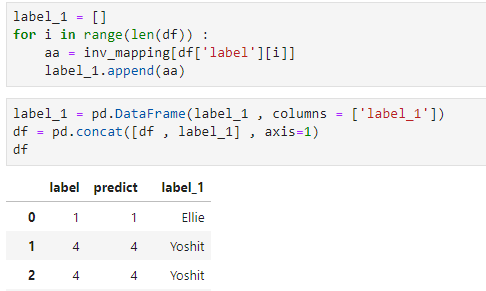 label_1 = []
for i in range(len(df)) :
    aa = inv_mapping[df['label'][i]]
    label_1.append(aa)
label_1 = pd.DataFrame(label_1 , columns = ['label_1'])
df = pd.concat([df , label_1] , axis=1)
df
label predict label_1
0 1 1 Ellie
1 4 4 Yoshit
2 4 4 Yoshit